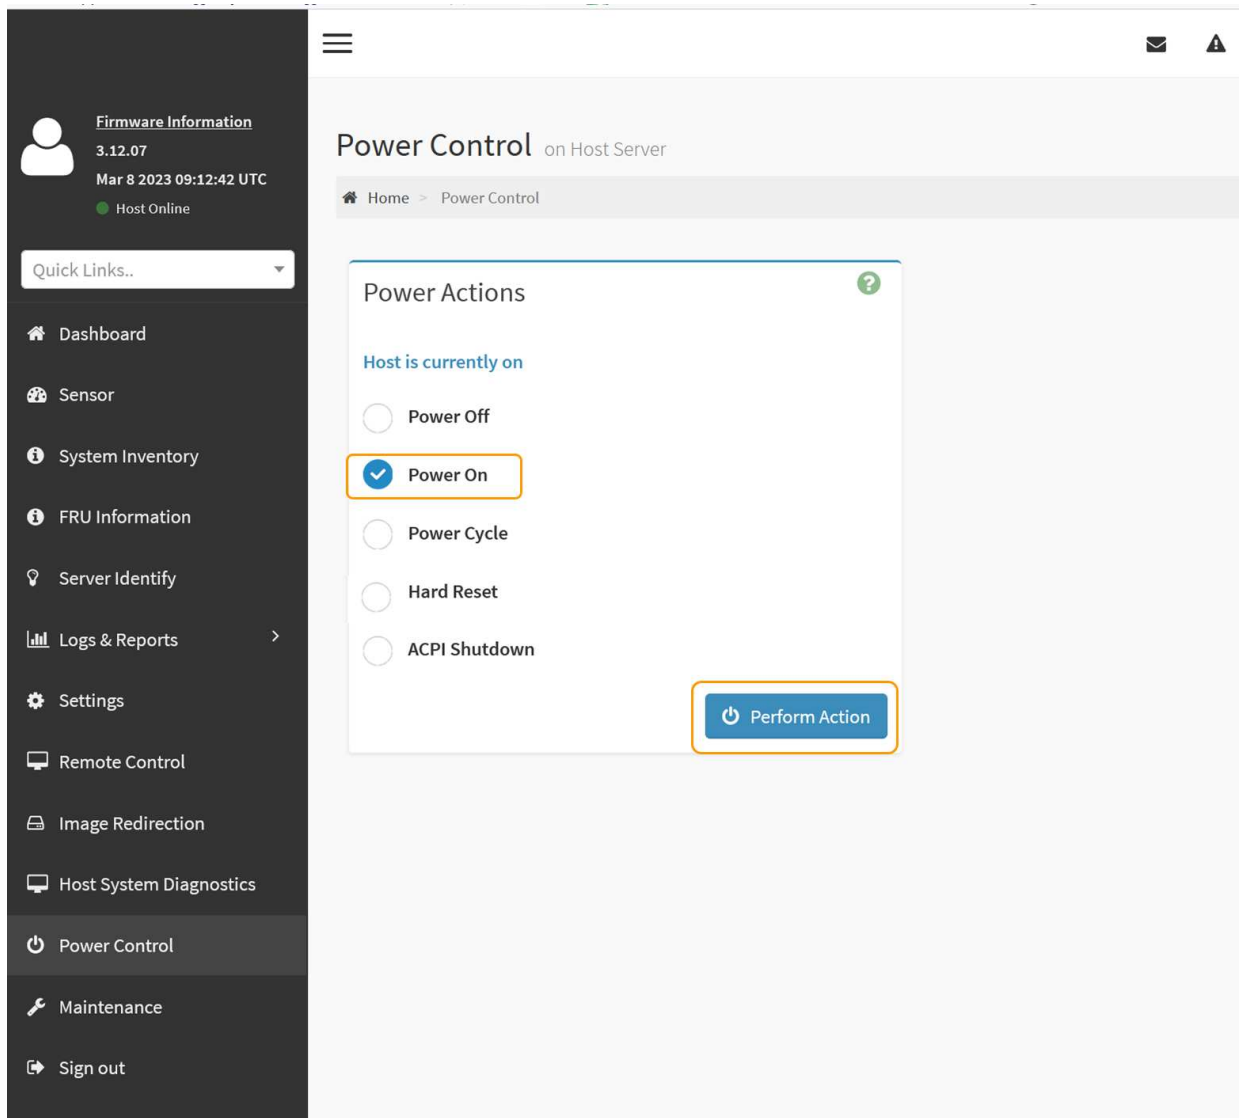 Firmware Information
3.12.07
Mar 8 2023 09:12:42 UTC
Host Online
Quick Links..
Dashboard
Sensor
System Inventory
FRU Information
Server Identify
Logs & Reports
Settings
Remote Control
Image Redirection
Host System Diagnostics
Power Control
Maintenance
Sign out
Power Control on Host Server
Home > Power Control
Power Actions
Host is currently on
Power Off
Power On
Power Cycle
Hard Reset
ACPI Shutdown
Perform Action